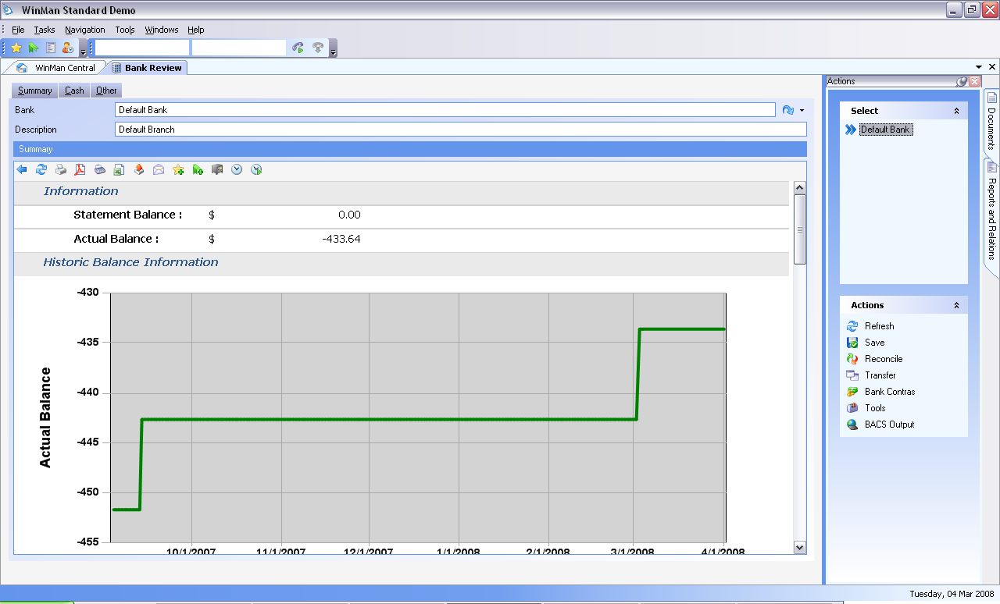 WinMan Standard Demo
File Tasks Navigation Tools Windows Help
WinMan Central Bank Review
Summary Cash Other
Bank Default Bank
Description Default Branch
Summary
Information
Statement Balance : $ 0.00
Actual Balance : $ -433.64
Historic Balance Information
-430
-435
-440
-445
-450
-455
Actual Balance
10/1/2007 11/1/2007 12/1/2007 1/1/2008 2/1/2008 3/1/2008 4/1/2008
Actions
Select
Default Bank
Actions
Refresh
Save
Reconcile
Transfer
Bank Contras
Tools
BACS Output
Documents
Reports and Relations
Tuesday, 04 Mar 2008